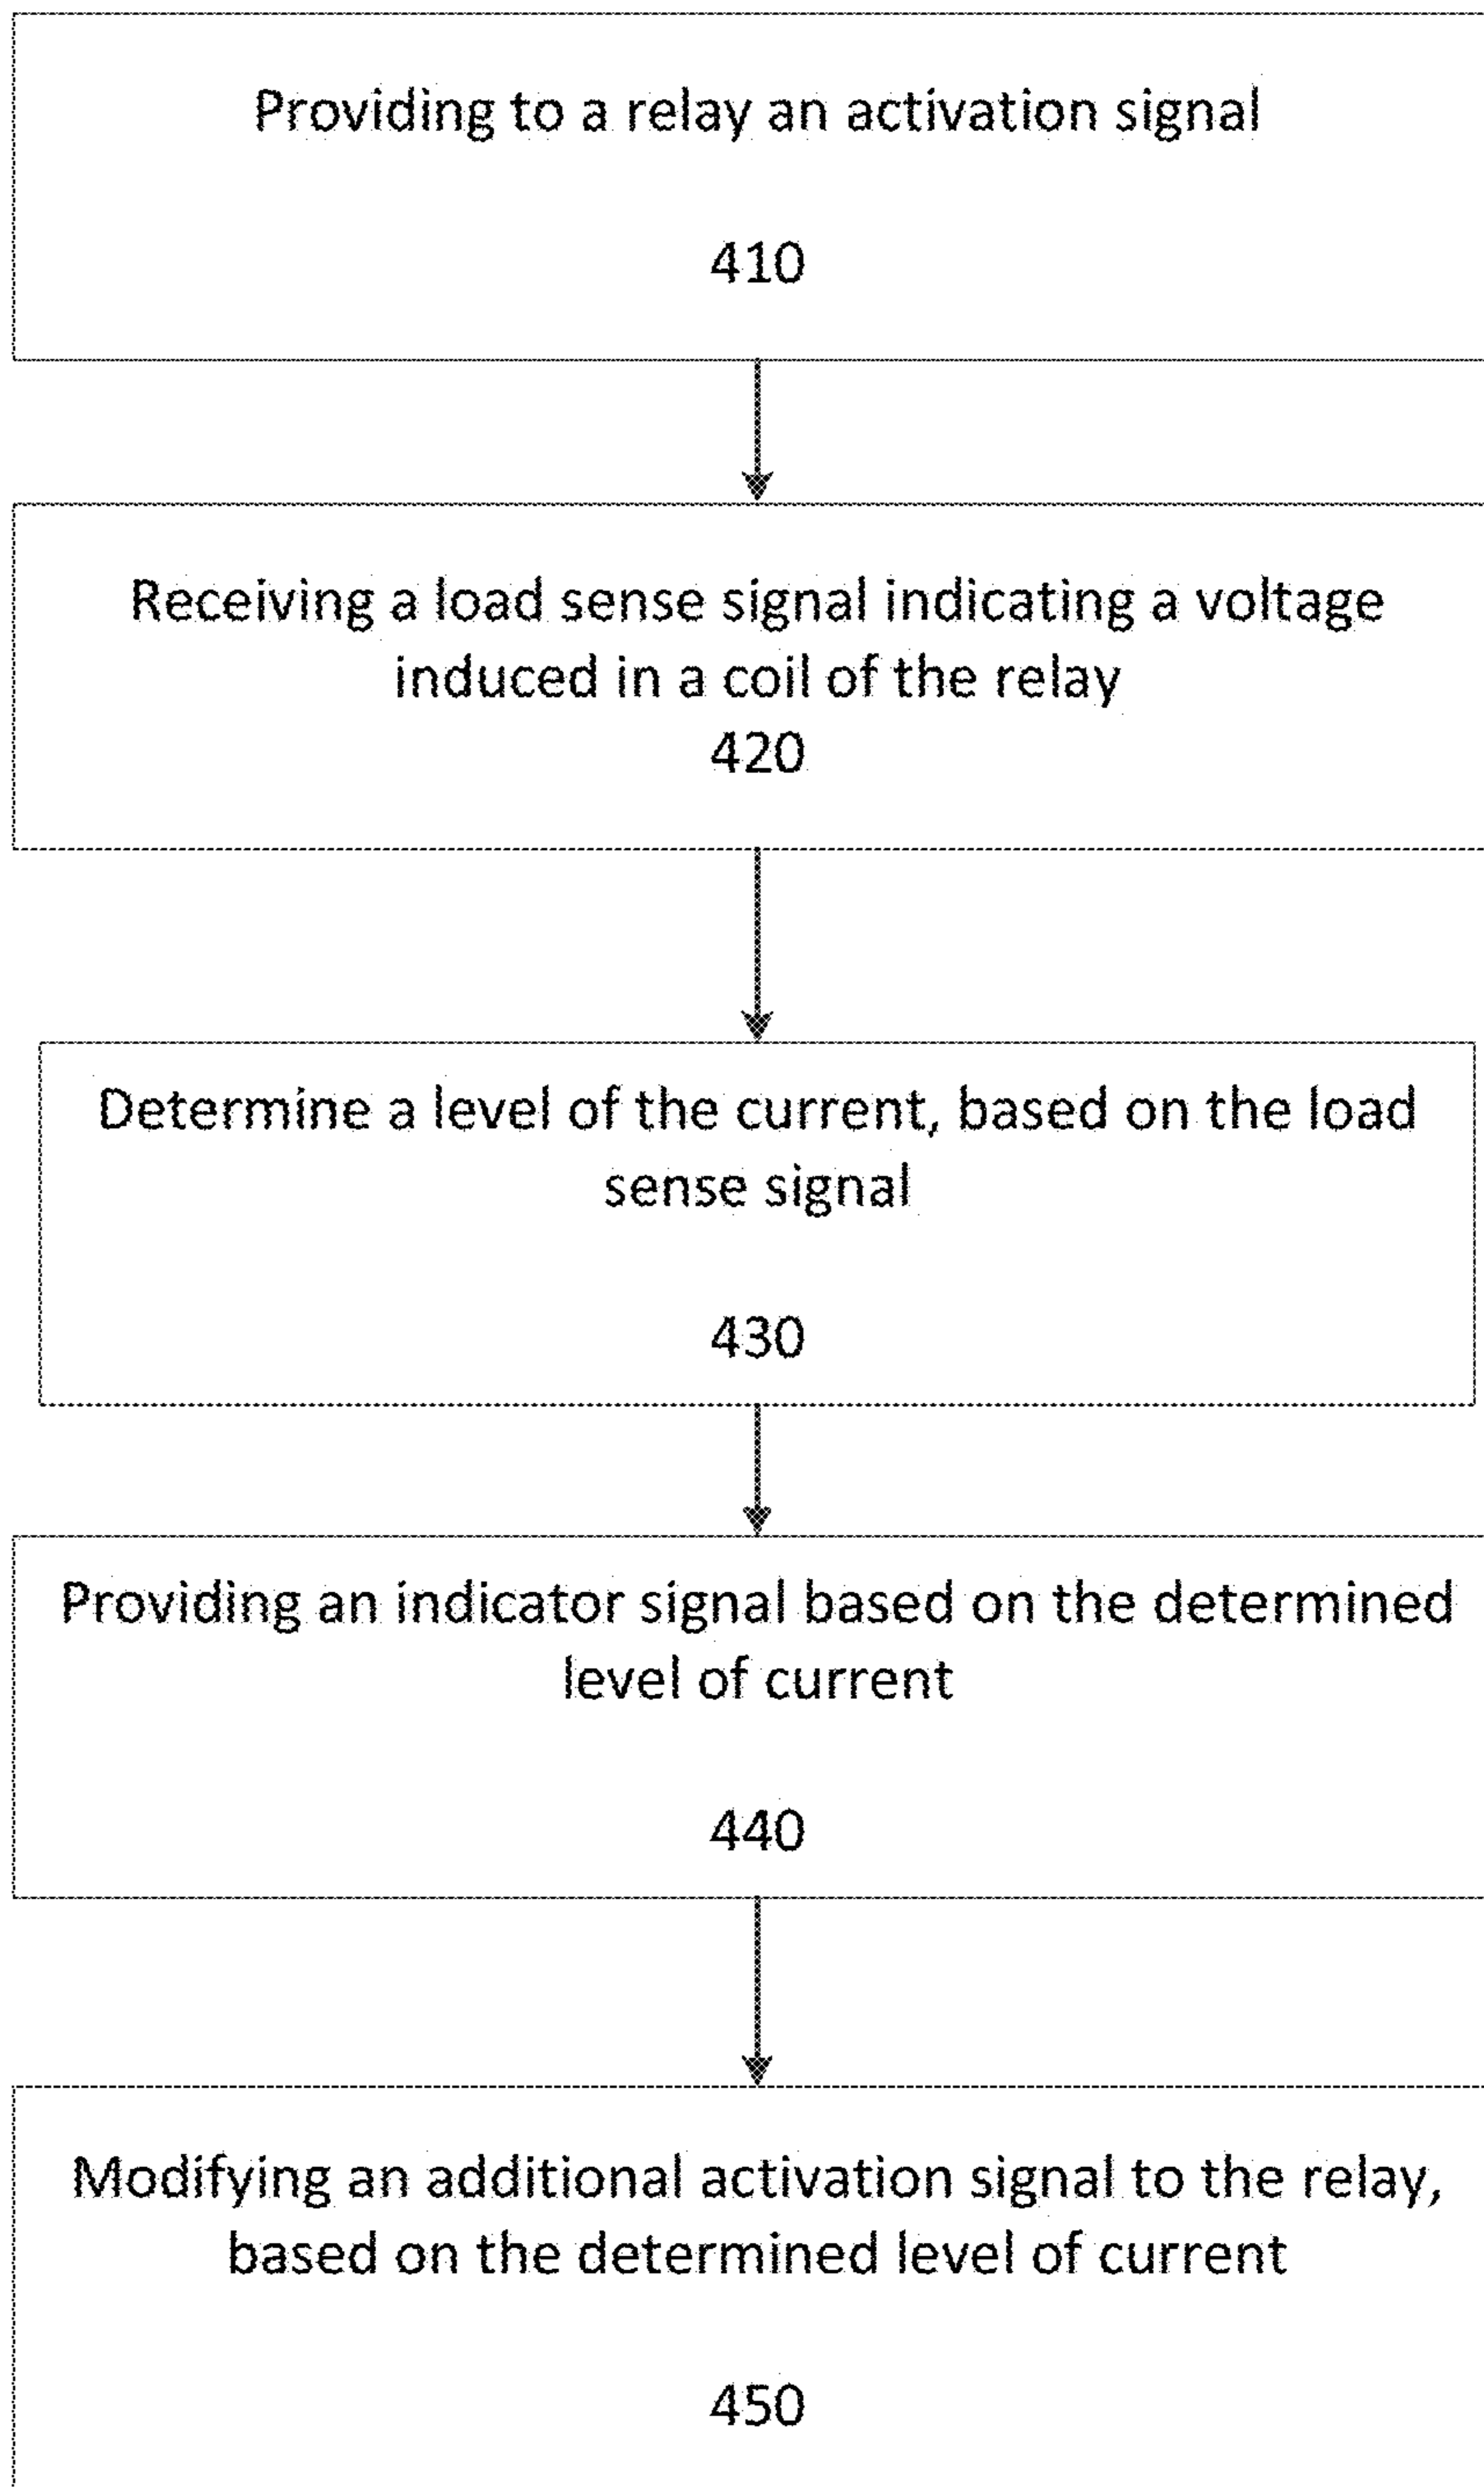 Providing to a relay an activation signal
410
Receiving a load sense signal indicating a voltage
induced in a coil of the relay
420
Determine a level of the current, based on the load
sense signal
430
Providing an indicator signal based on the determined
level of current
440
Modifying an additional activation signal to the relay,
based on the determined level of current
450